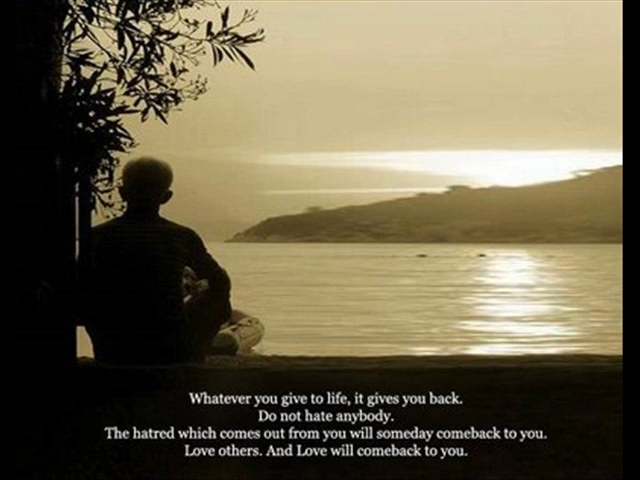 Whatever you give to life, it gives you back.
Do not hate anybody.
The hatred which comes out from you will someday comeback to you.
Love others. And Love will comeback to you.